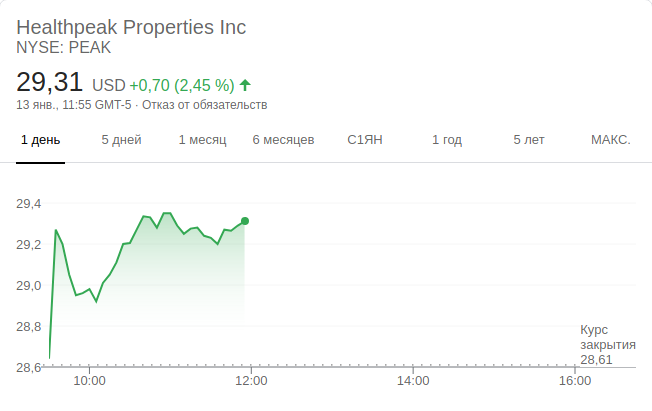 Healthpeak Properties Inc
NYSE: PEAK
29,31 USD +0,70 (2,45 %)
13 янв., 11:55 GMT-5 · Отказ от обязательств
1 день 5 дней 1 месяц 6 месяцев С1ЯН 1 год 5 лет МАКС.
29,4
29,2
29,0
28,8
Курс
закрытия
28,61
28,6
10:00 12:00 14:00 16:00